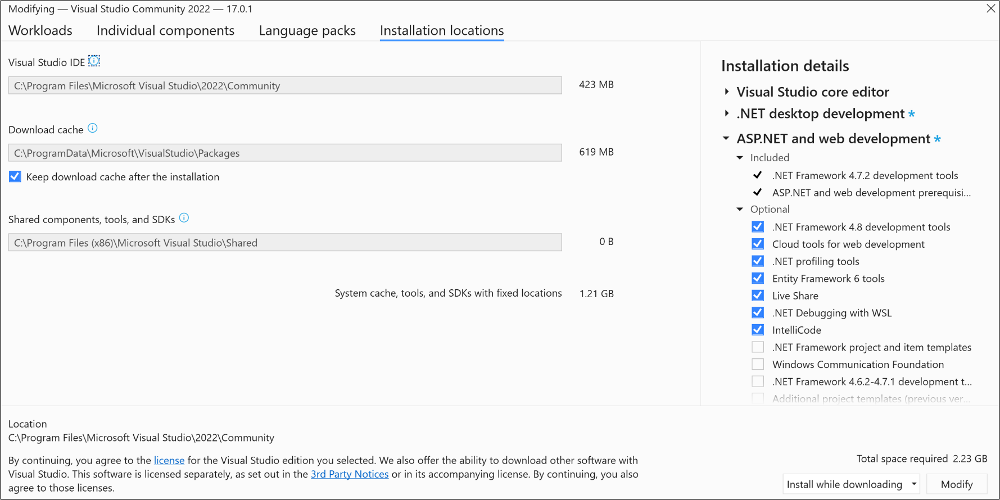 Modifying — Visual Studio Community 2022 — 17.0.1
Workloads
Individual components
Language packs
Installation locations
Visual Studio IDE
C:\Program Files\Microsoft Visual Studio\2022\Community
423 MB
Download cache
C:\ProgramData\Microsoft\VisualStudio\Packages
619 MB
Keep download cache after the installation
Shared components, tools, and SDKs
C:\Program Files (x86)\Microsoft Visual Studio\Shared
0 B
System cache, tools, and SDKs with fixed locations
1.21 GB
Installation details
Visual Studio core editor
.NET desktop development *
ASP.NET and web development *
Included
.NET Framework 4.7.2 development tools
ASP.NET and web development prerequisi...
Optional
.NET Framework 4.8 development tools
Cloud tools for web development
.NET profiling tools
Entity Framework 6 tools
Live Share
.NET Debugging with WSL
IntelliCode
.NET Framework project and item templates
Windows Communication Foundation
.NET Framework 4.6.2-4.7.1 development t...
Additional project templates (previous ver...
Location
C:\Program Files\Microsoft Visual Studio\2022\Community
By continuing, you agree to the license for the Visual Studio edition you selected. We also offer the ability to download other software with
Visual Studio. This software is licensed separately, as set out in the 3rd Party Notices or in its accompanying license. By continuing, you also
agree to those licenses.
Total space required 2.23 GB
Install while downloading
Modify